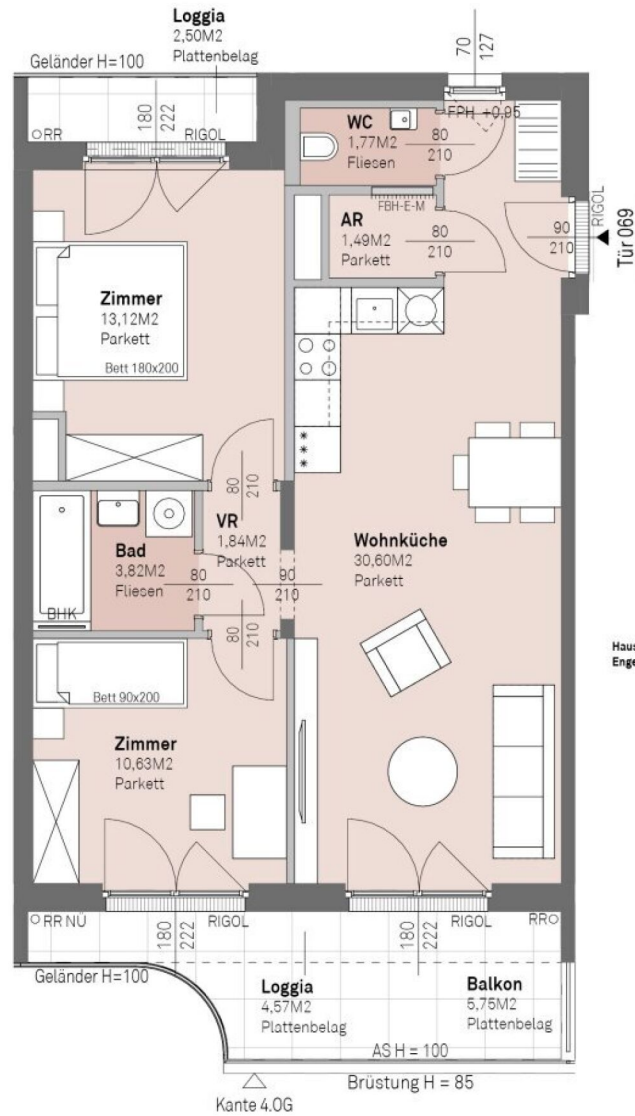 Loggia
2,50M2
Plattenbelag
Geländer H=100
70
127
180
222
RR
RIGOL
WC
1,77M2
Fliesen
80
210
FPH +0,95
FBH-E-M
AR
1,49M2
Parkett
80
210
90
210
RIGOL
Tür 069
Zimmer
13,12M2
Parkett
Bett 180x200
80
210
VR
1,84M2
Parkett
Bad
3,82M2
Fliesen
BHK
80
210
90
210
80
210
Wohnküche
30,60M2
Parkett
Haus
Enge
Bett 90x200
Zimmer
10,63M2
Parkett
RR NÜ
180
222
RIGOL
180
222
RIGOL
RR
Geländer H=100
Loggia
4,57M2
Plattenbelag
Balkon
5,75M2
Plattenbelag
AS H = 100
Brüstung H = 85
Kante 4.OG